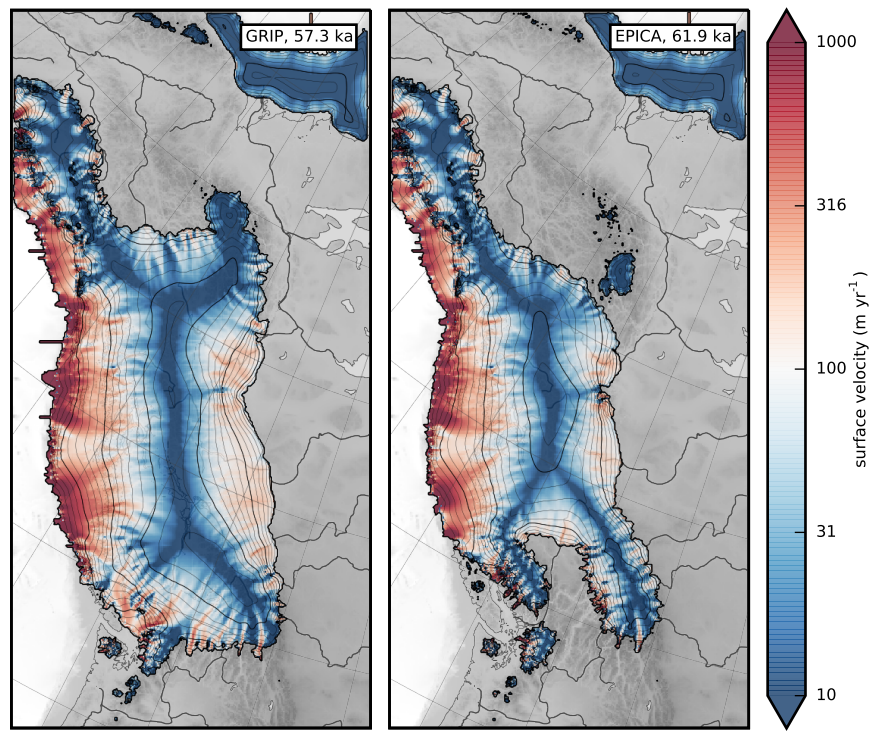 GRIP, 57.3 ka
EPICA, 61.9 ka
1000
316
100
31
10
surface velocity (m yr⁻¹)